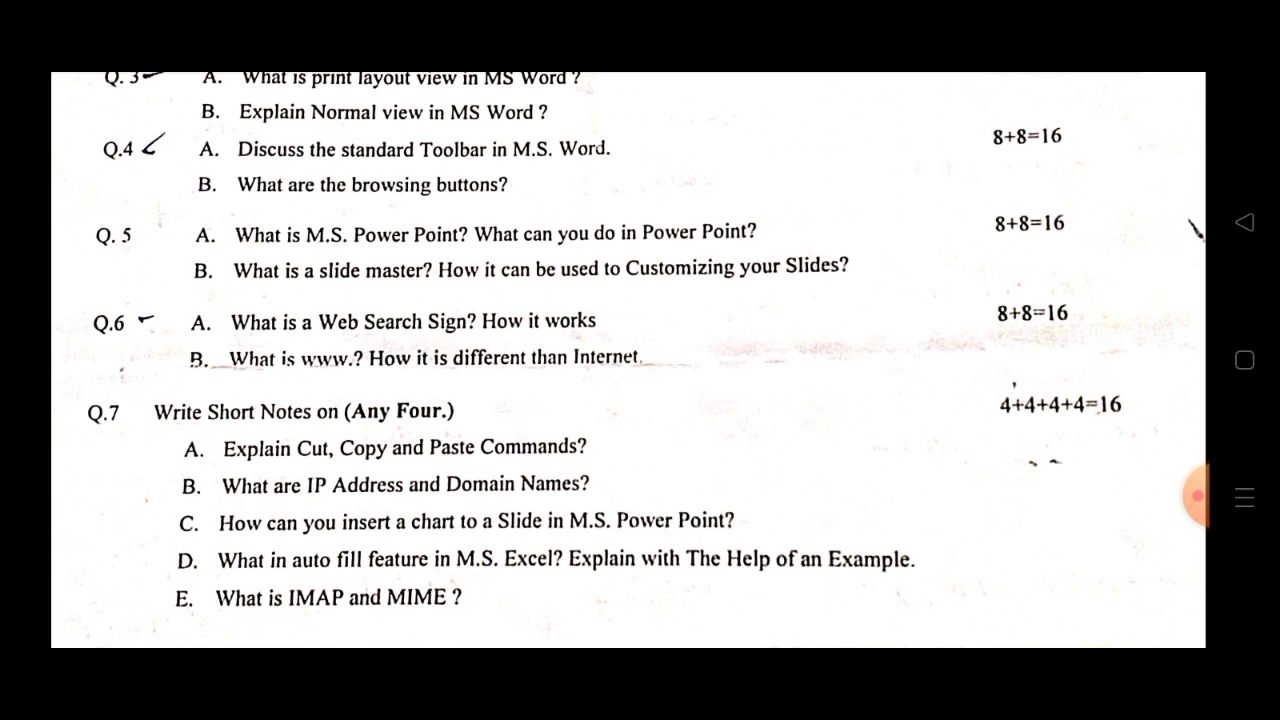 Q. 3 A. What is print layout view in MS Word ?
B. Explain Normal view in MS Word ?
8+8=16
Q.4 A. Discuss the standard Toolbar in M.S. Word.
B. What are the browsing buttons?
Q. 5 A. What is M.S. Power Point? What can you do in Power Point? 8+8=16
B. What is a slide master? How it can be used to Customizing your Slides?
Q.6 A. What is a Web Search Sign? How it works 8+8=16
B. What is www.? How it is different than Internet.
Q.7 Write Short Notes on (Any Four.) 4+4+4+4=16
A. Explain Cut, Copy and Paste Commands?
B. What are IP Address and Domain Names?
C. How can you insert a chart to a Slide in M.S. Power Point?
D. What in auto fill feature in M.S. Excel? Explain with The Help of an Example.
E. What is IMAP and MIME ?